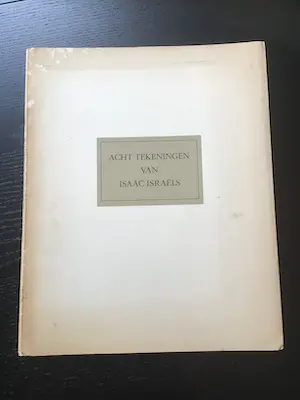 ACHT TEKENINGEN
VAN
ISAAC ISRAËLS